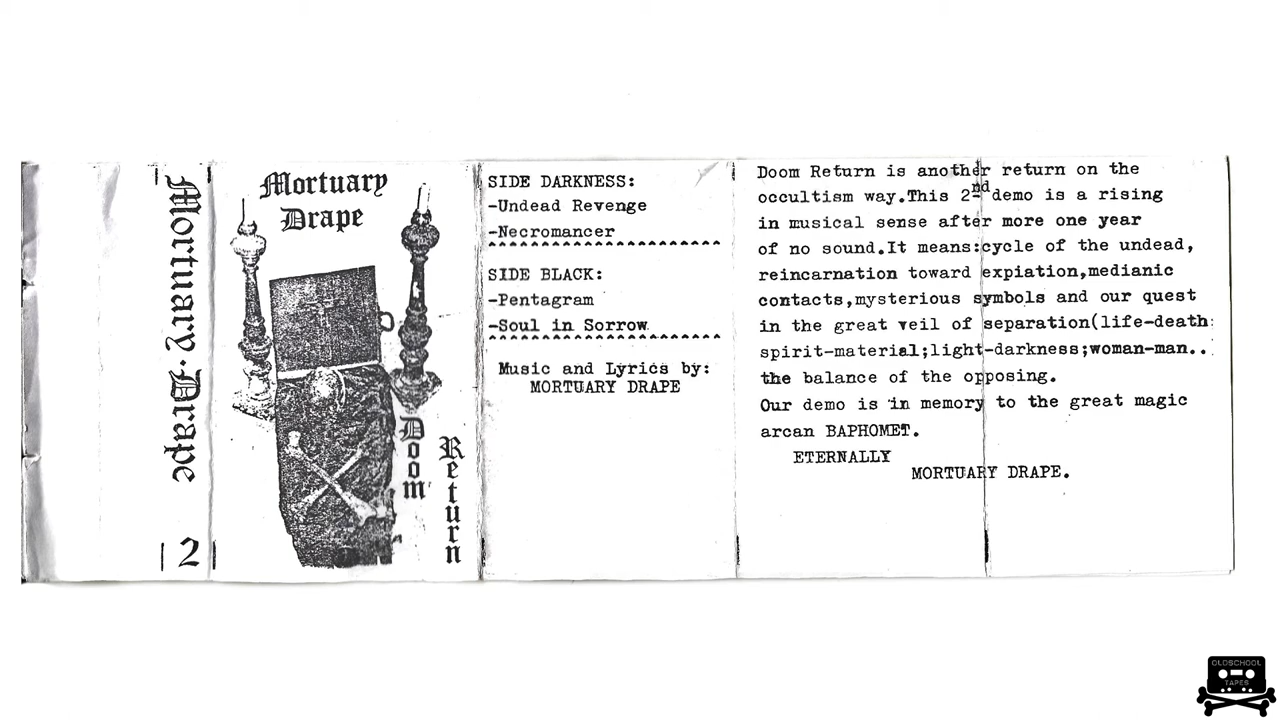 Mortuary · Drape
2
Mortuary
Drape
Doom
Return
SIDE DARKNESS:
-Undead Revenge
-Necromancer
SIDE BLACK:
-Pentagram
-Soul in Sorrow
Music and Lyrics by:
MORTUARY DRAPE
Doom Return is another return on the
occultism way.This 2nd demo is a rising
in musical sense after more one year
of no sound.It means:cycle of the undead,
reincarnation toward expiation,medianic
contacts,mysterious symbols and our quest
in the great veil of separation(life-death:
spirit-material;light-darkness;woman-man..
the balance of the opposing.
Our demo is in memory to the great magic
arcan BAPHOMET.
ETERNALLY
MORTUARY DRAPE.
OLDSCHOOL
TAPES